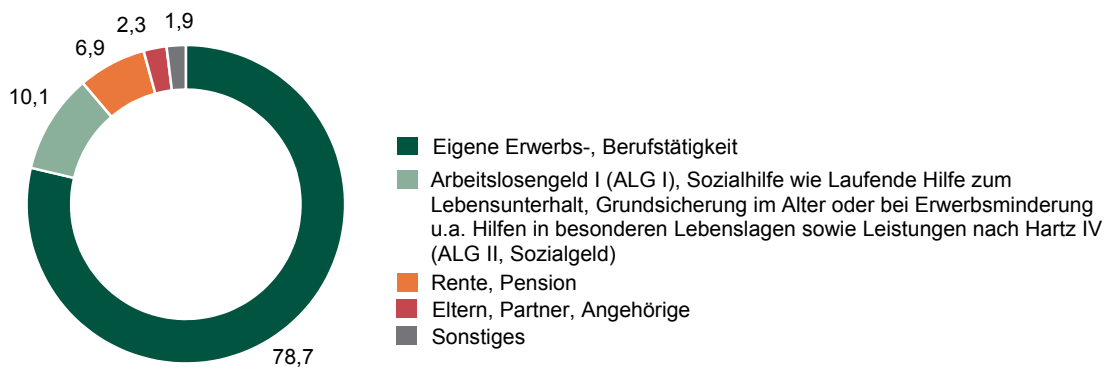 2,3
1,9
6,9
10,1
78,7
Eigene Erwerbs-, Berufstätigkeit
Arbeitslosengeld I (ALG I), Sozialhilfe wie Laufende Hilfe zum
Lebensunterhalt, Grundsicherung im Alter oder bei Erwerbsminderung
u.a. Hilfen in besonderen Lebenslagen sowie Leistungen nach Hartz IV
(ALG II, Sozialgeld)
Rente, Pension
Eltern, Partner, Angehörige
Sonstiges